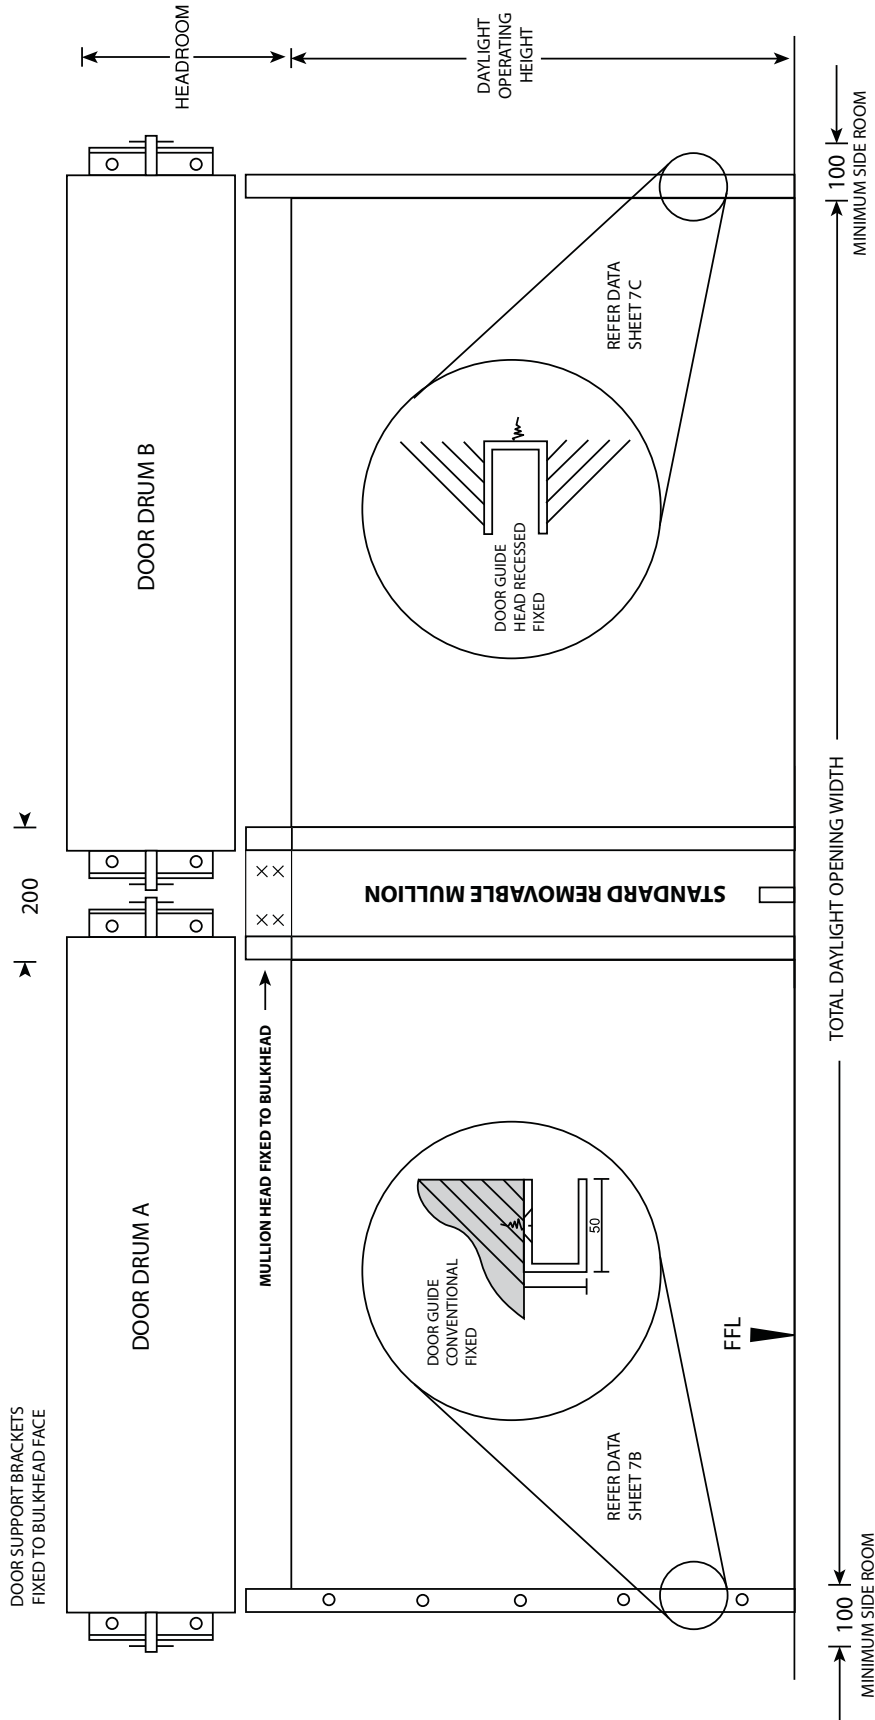 DOOR SUPPORT BRACKETS
FIXED TO BULKHEAD FACE
200
DOOR DRUM A
DOOR DRUM B
HEADROOM
MULLION HEAD FIXED TO BULKHEAD
DAYLIGHT
OPERATING
HEIGHT
DOOR GUIDE
CONVENTIONAL
FIXED
50
REFER DATA
SHEET 7B
FFL
STANDARD REMOVABLE MULLION
DOOR GUIDE
HEAD RECESSED
FIXED
REFER DATA
SHEET 7C
100
MINIMUM SIDE ROOM
TOTAL DAYLIGHT OPENING WIDTH
100
MINIMUM SIDE ROOM